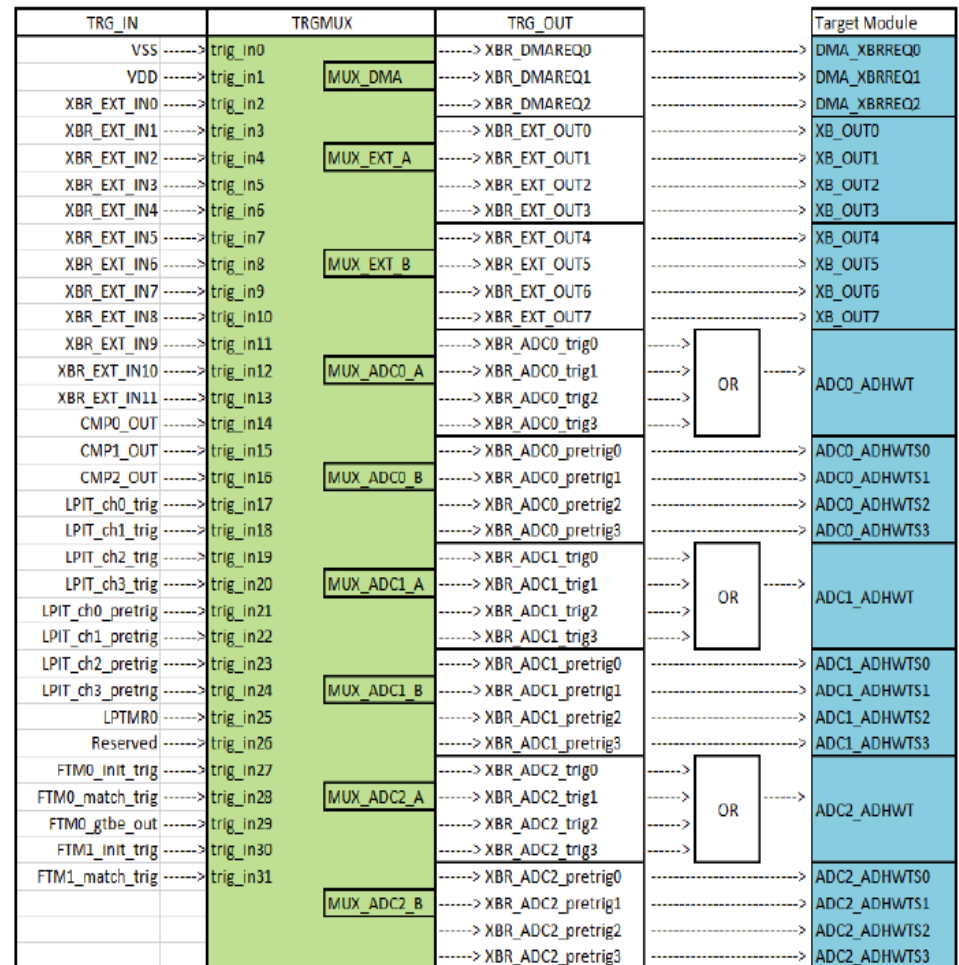 TRG_IN TRGMUX TRG_OUT Target Module
VSS ------> trig_in0 ------> XBR_DMAREQ0 ------> DMA_XBRREQ0
VDD ------> trig_in1 MUX_DMA ------> XBR_DMAREQ1 ------> DMA_XBRREQ1
XBR_EXT_IN0 ------> trig_in2 ------> XBR_DMAREQ2 ------> DMA_XBRREQ2
XBR_EXT_IN1 ------> trig_in3 ------> XBR_EXT_OUT0 ------> XB_OUT0
XBR_EXT_IN2 ------> trig_in4 MUX_EXT_A ------> XBR_EXT_OUT1 ------> XB_OUT1
XBR_EXT_IN3 ------> trig_in5 ------> XBR_EXT_OUT2 ------> XB_OUT2
XBR_EXT_IN4 ------> trig_in6 ------> XBR_EXT_OUT3 ------> XB_OUT3
XBR_EXT_IN5 ------> trig_in7 ------> XBR_EXT_OUT4 ------> XB_OUT4
XBR_EXT_IN6 ------> trig_in8 MUX_EXT_B ------> XBR_EXT_OUT5 ------> XB_OUT5
XBR_EXT_IN7 ------> trig_in9 ------> XBR_EXT_OUT6 ------> XB_OUT6
XBR_EXT_IN8 ------> trig_in10 ------> XBR_EXT_OUT7 ------> XB_OUT7
XBR_EXT_IN9 ------> trig_in11 ------> XBR_ADC0_trig0 ------>
XBR_EXT_IN10 ------> trig_in12 MUX_ADC0_A ------> XBR_ADC0_trig1 ------> OR ------> ADC0_ADHWT
XBR_EXT_IN11 ------> trig_in13 ------> XBR_ADC0_trig2 ------>
CMP0_OUT ------> trig_in14 ------> XBR_ADC0_trig3 ------>
CMP1_OUT ------> trig_in15 ------> XBR_ADC0_pretrig0 ------> ADC0_ADHWTS0
CMP2_OUT ------> trig_in16 MUX_ADC0_B ------> XBR_ADC0_pretrig1 ------> ADC0_ADHWTS1
LPIT_ch0_trig ------> trig_in17 ------> XBR_ADC0_pretrig2 ------> ADC0_ADHWTS2
LPIT_ch1_trig ------> trig_in18 ------> XBR_ADC0_pretrig3 ------> ADC0_ADHWTS3
LPIT_ch2_trig ------> trig_in19 ------> XBR_ADC1_trig0 ------>
LPIT_ch3_trig ------> trig_in20 MUX_ADC1_A ------> XBR_ADC1_trig1 ------> OR ------> ADC1_ADHWT
LPIT_ch0_pretrig ------> trig_in21 ------> XBR_ADC1_trig2 ------>
LPIT_ch1_pretrig ------> trig_in22 ------> XBR_ADC1_trig3 ------>
LPIT_ch2_pretrig ------> trig_in23 ------> XBR_ADC1_pretrig0 ------> ADC1_ADHWTS0
LPIT_ch3_pretrig ------> trig_in24 MUX_ADC1_B ------> XBR_ADC1_pretrig1 ------> ADC1_ADHWTS1
LPTMR0 ------> trig_in25 ------> XBR_ADC1_pretrig2 ------> ADC1_ADHWTS2
Reserved ------> trig_in26 ------> XBR_ADC1_pretrig3 ------> ADC1_ADHWTS3
FTM0_init_trig ------> trig_in27 ------> XBR_ADC2_trig0 ------>
FTM0_match_trig ------> trig_in28 MUX_ADC2_A ------> XBR_ADC2_trig1 ------> OR ------> ADC2_ADHWT
FTM0_gtbe_out ------> trig_in29 ------> XBR_ADC2_trig2 ------>
FTM1_init_trig ------> trig_in30 ------> XBR_ADC2_trig3 ------>
FTM1_match_trig ------> trig_in31 ------> XBR_ADC2_pretrig0 ------> ADC2_ADHWTS0
MUX_ADC2_B ------> XBR_ADC2_pretrig1 ------> ADC2_ADHWTS1
------> XBR_ADC2_pretrig2 ------> ADC2_ADHWTS2
------> XBR_ADC2_pretrig3 ------> ADC2_ADHWTS3